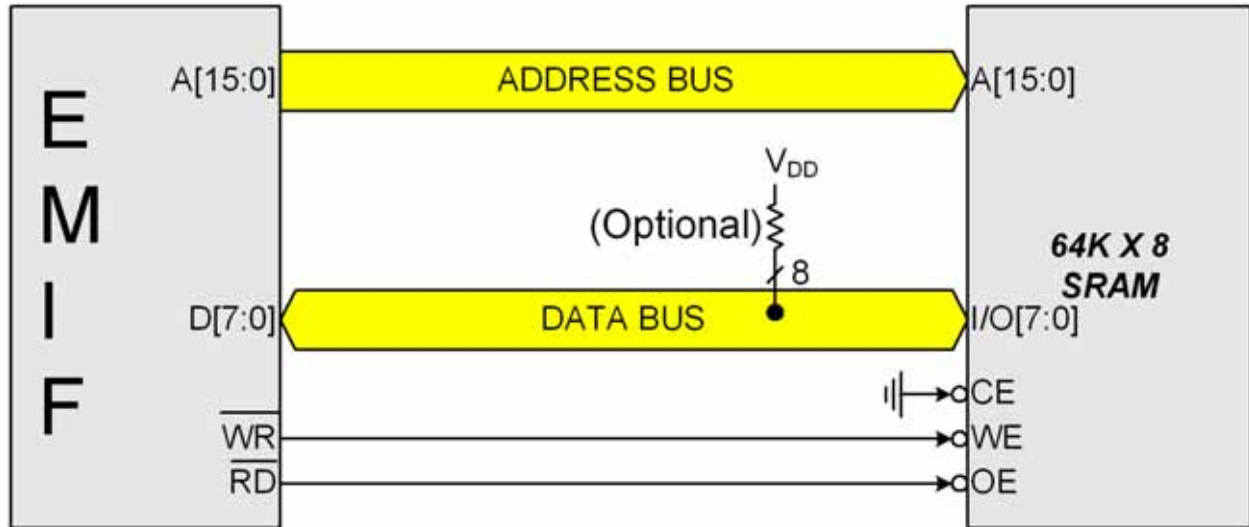 EMIF
A[15:0]
ADDRESS BUS
A[15:0]
VDD
(Optional)
8
64K X 8
SRAM
D[7:0]
DATA BUS
I/O[7:0]
CE
WR
WE
RD
OE